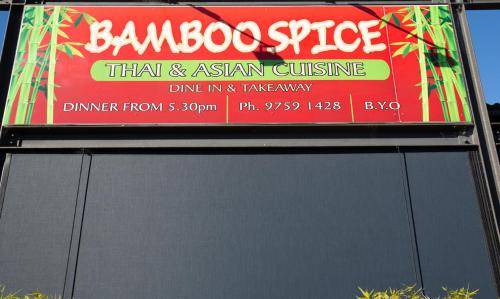 BAMBOO SPICE
THAI & ASIAN CUISINE
DINE IN & TAKEAWAY
DINNER FROM 5.30pm | Ph. 9759 1428 | B.Y.O